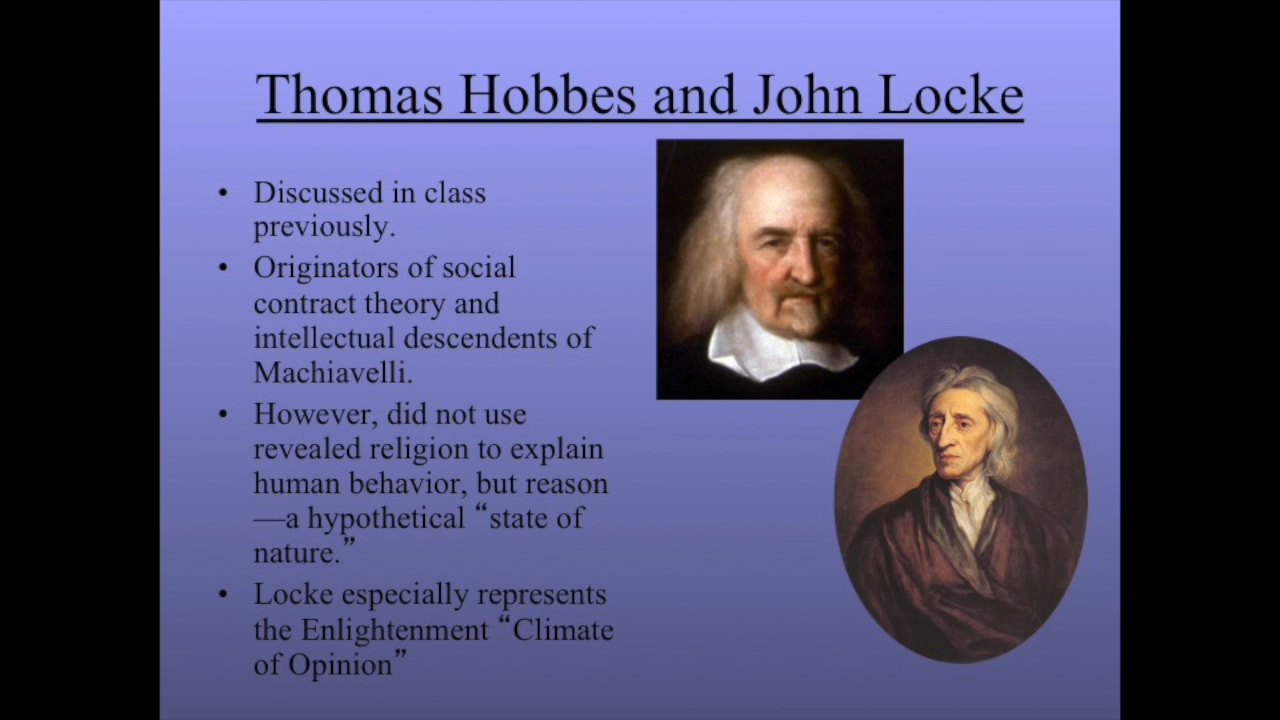 Thomas Hobbes and John Locke
• Discussed in class
previously.
• Originators of social
contract theory and
intellectual descendents of
Machiavelli.
• However, did not use
revealed religion to explain
human behavior, but reason
—a hypothetical “state of
nature.”
• Locke especially represents
the Enlightenment “Climate
of Opinion”